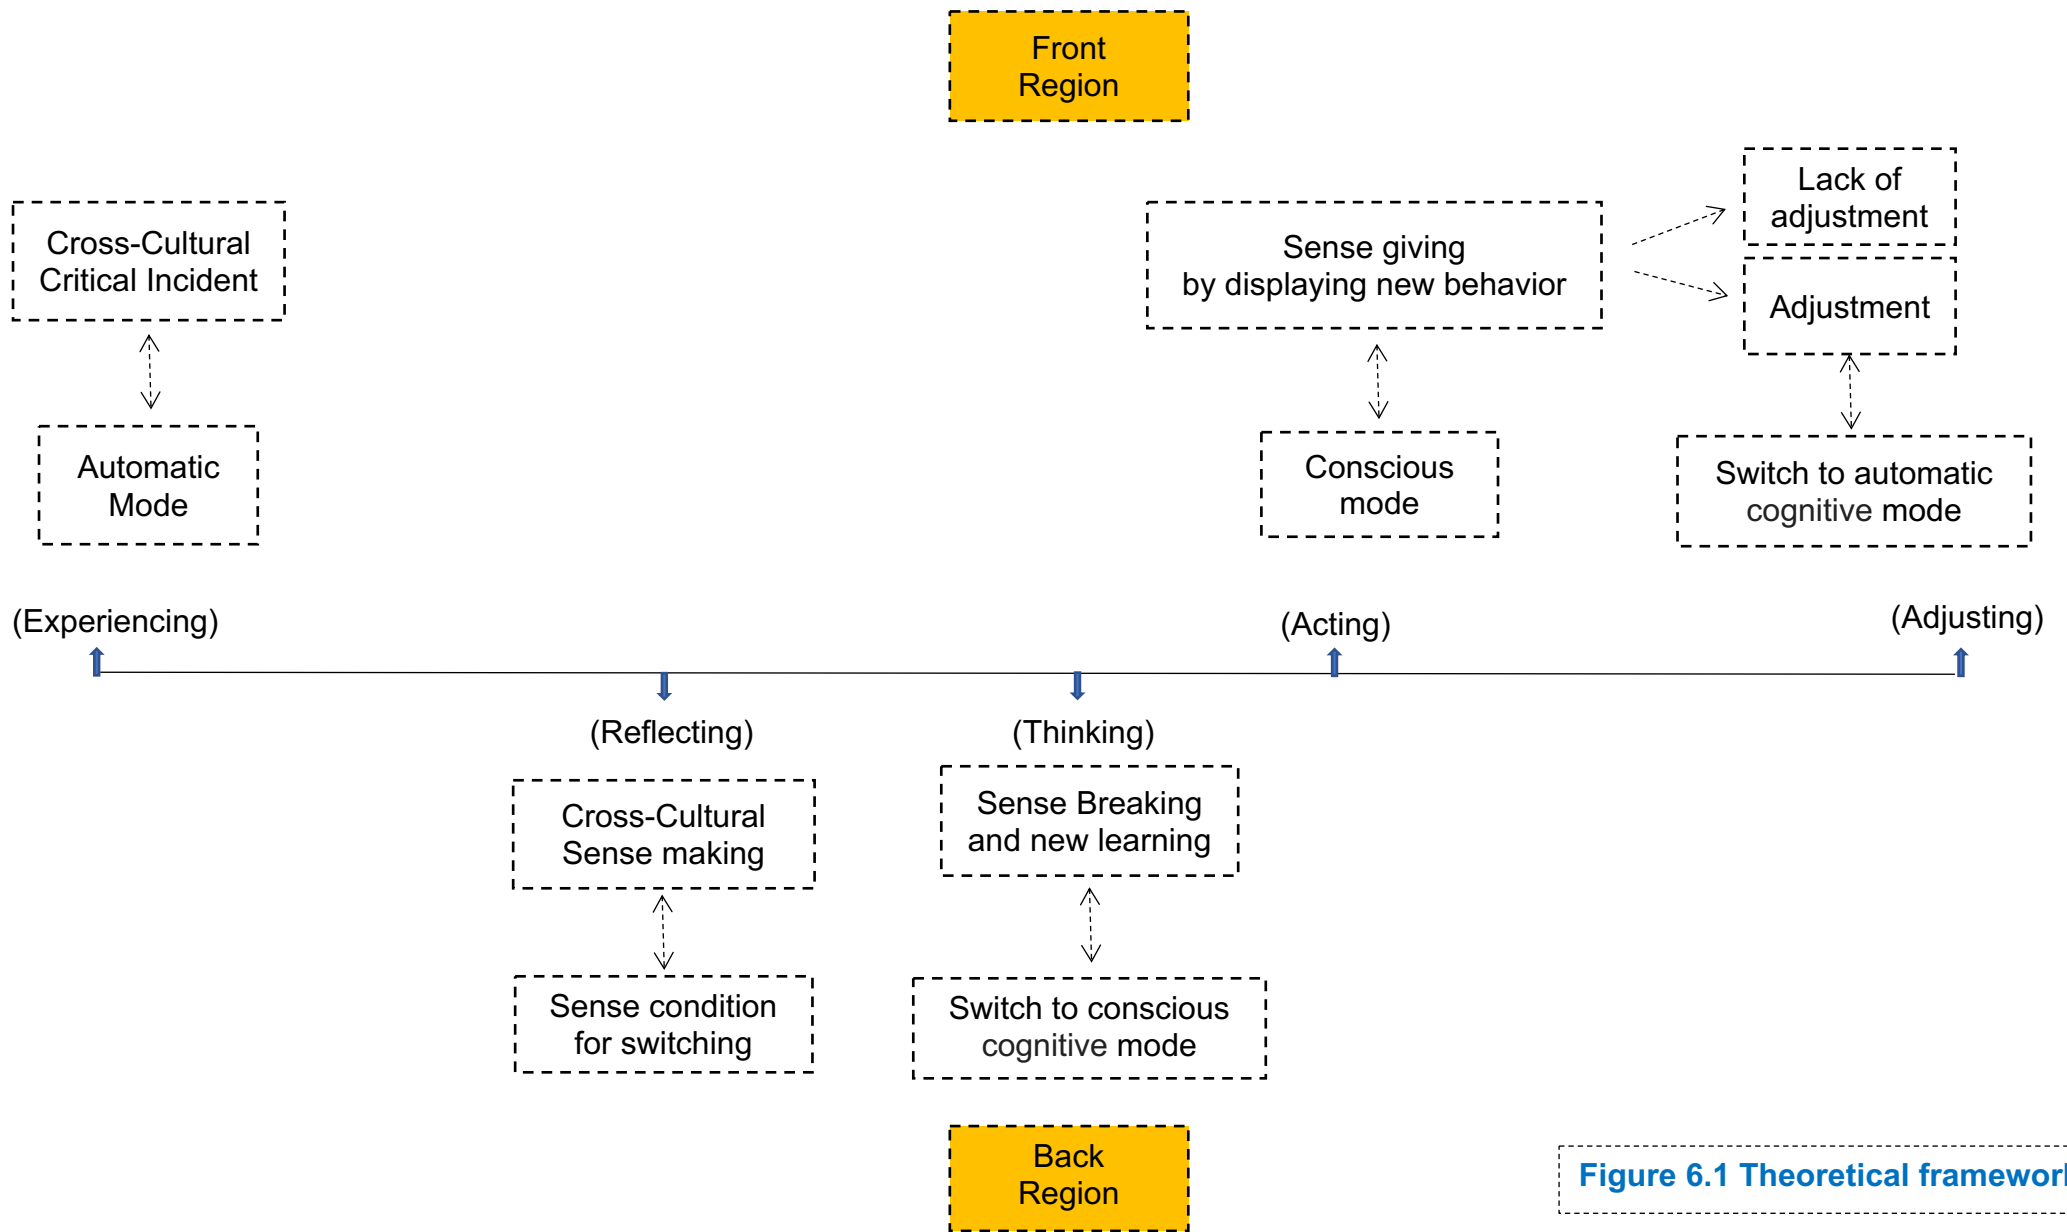 Front
Region
Cross-Cultural
Critical Incident
Sense giving
by displaying new behavior
Lack of
adjustment
Adjustment
Automatic
Mode
Conscious
mode
Switch to automatic
cognitive mode
(Experiencing)
(Acting)
(Adjusting)
(Reflecting)
(Thinking)
Cross-Cultural
Sense making
Sense Breaking
and new learning
Sense condition
for switching
Switch to conscious
cognitive mode
Back
Region
Figure 6.1 Theoretical framework